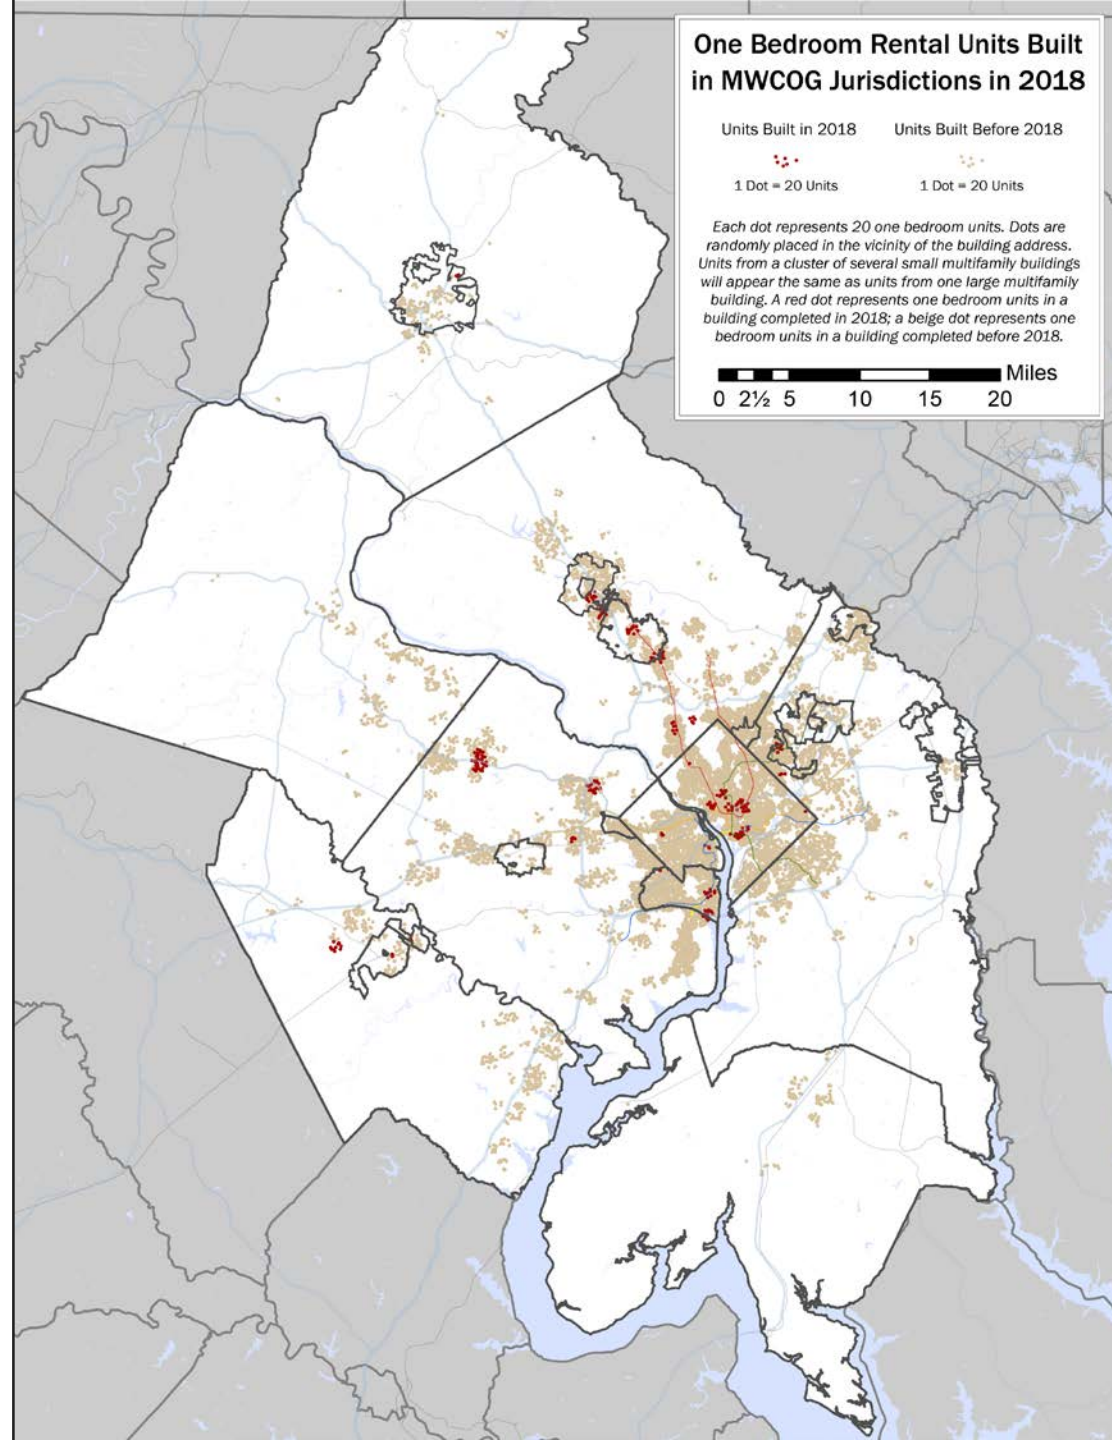 One Bedroom Rental Units Built
in MWCOG Jurisdictions in 2018
Units Built in 2018 Units Built Before 2018
1 Dot = 20 Units 1 Dot = 20 Units
Each dot represents 20 one bedroom units. Dots are
randomly placed in the vicinity of the building address.
Units from a cluster of several small multifamily buildings
will appear the same as units from one large multifamily
building. A red dot represents one bedroom units in a
building completed in 2018; a beige dot represents one
bedroom units in a building completed before 2018.
Miles
0 2½ 5 10 15 20